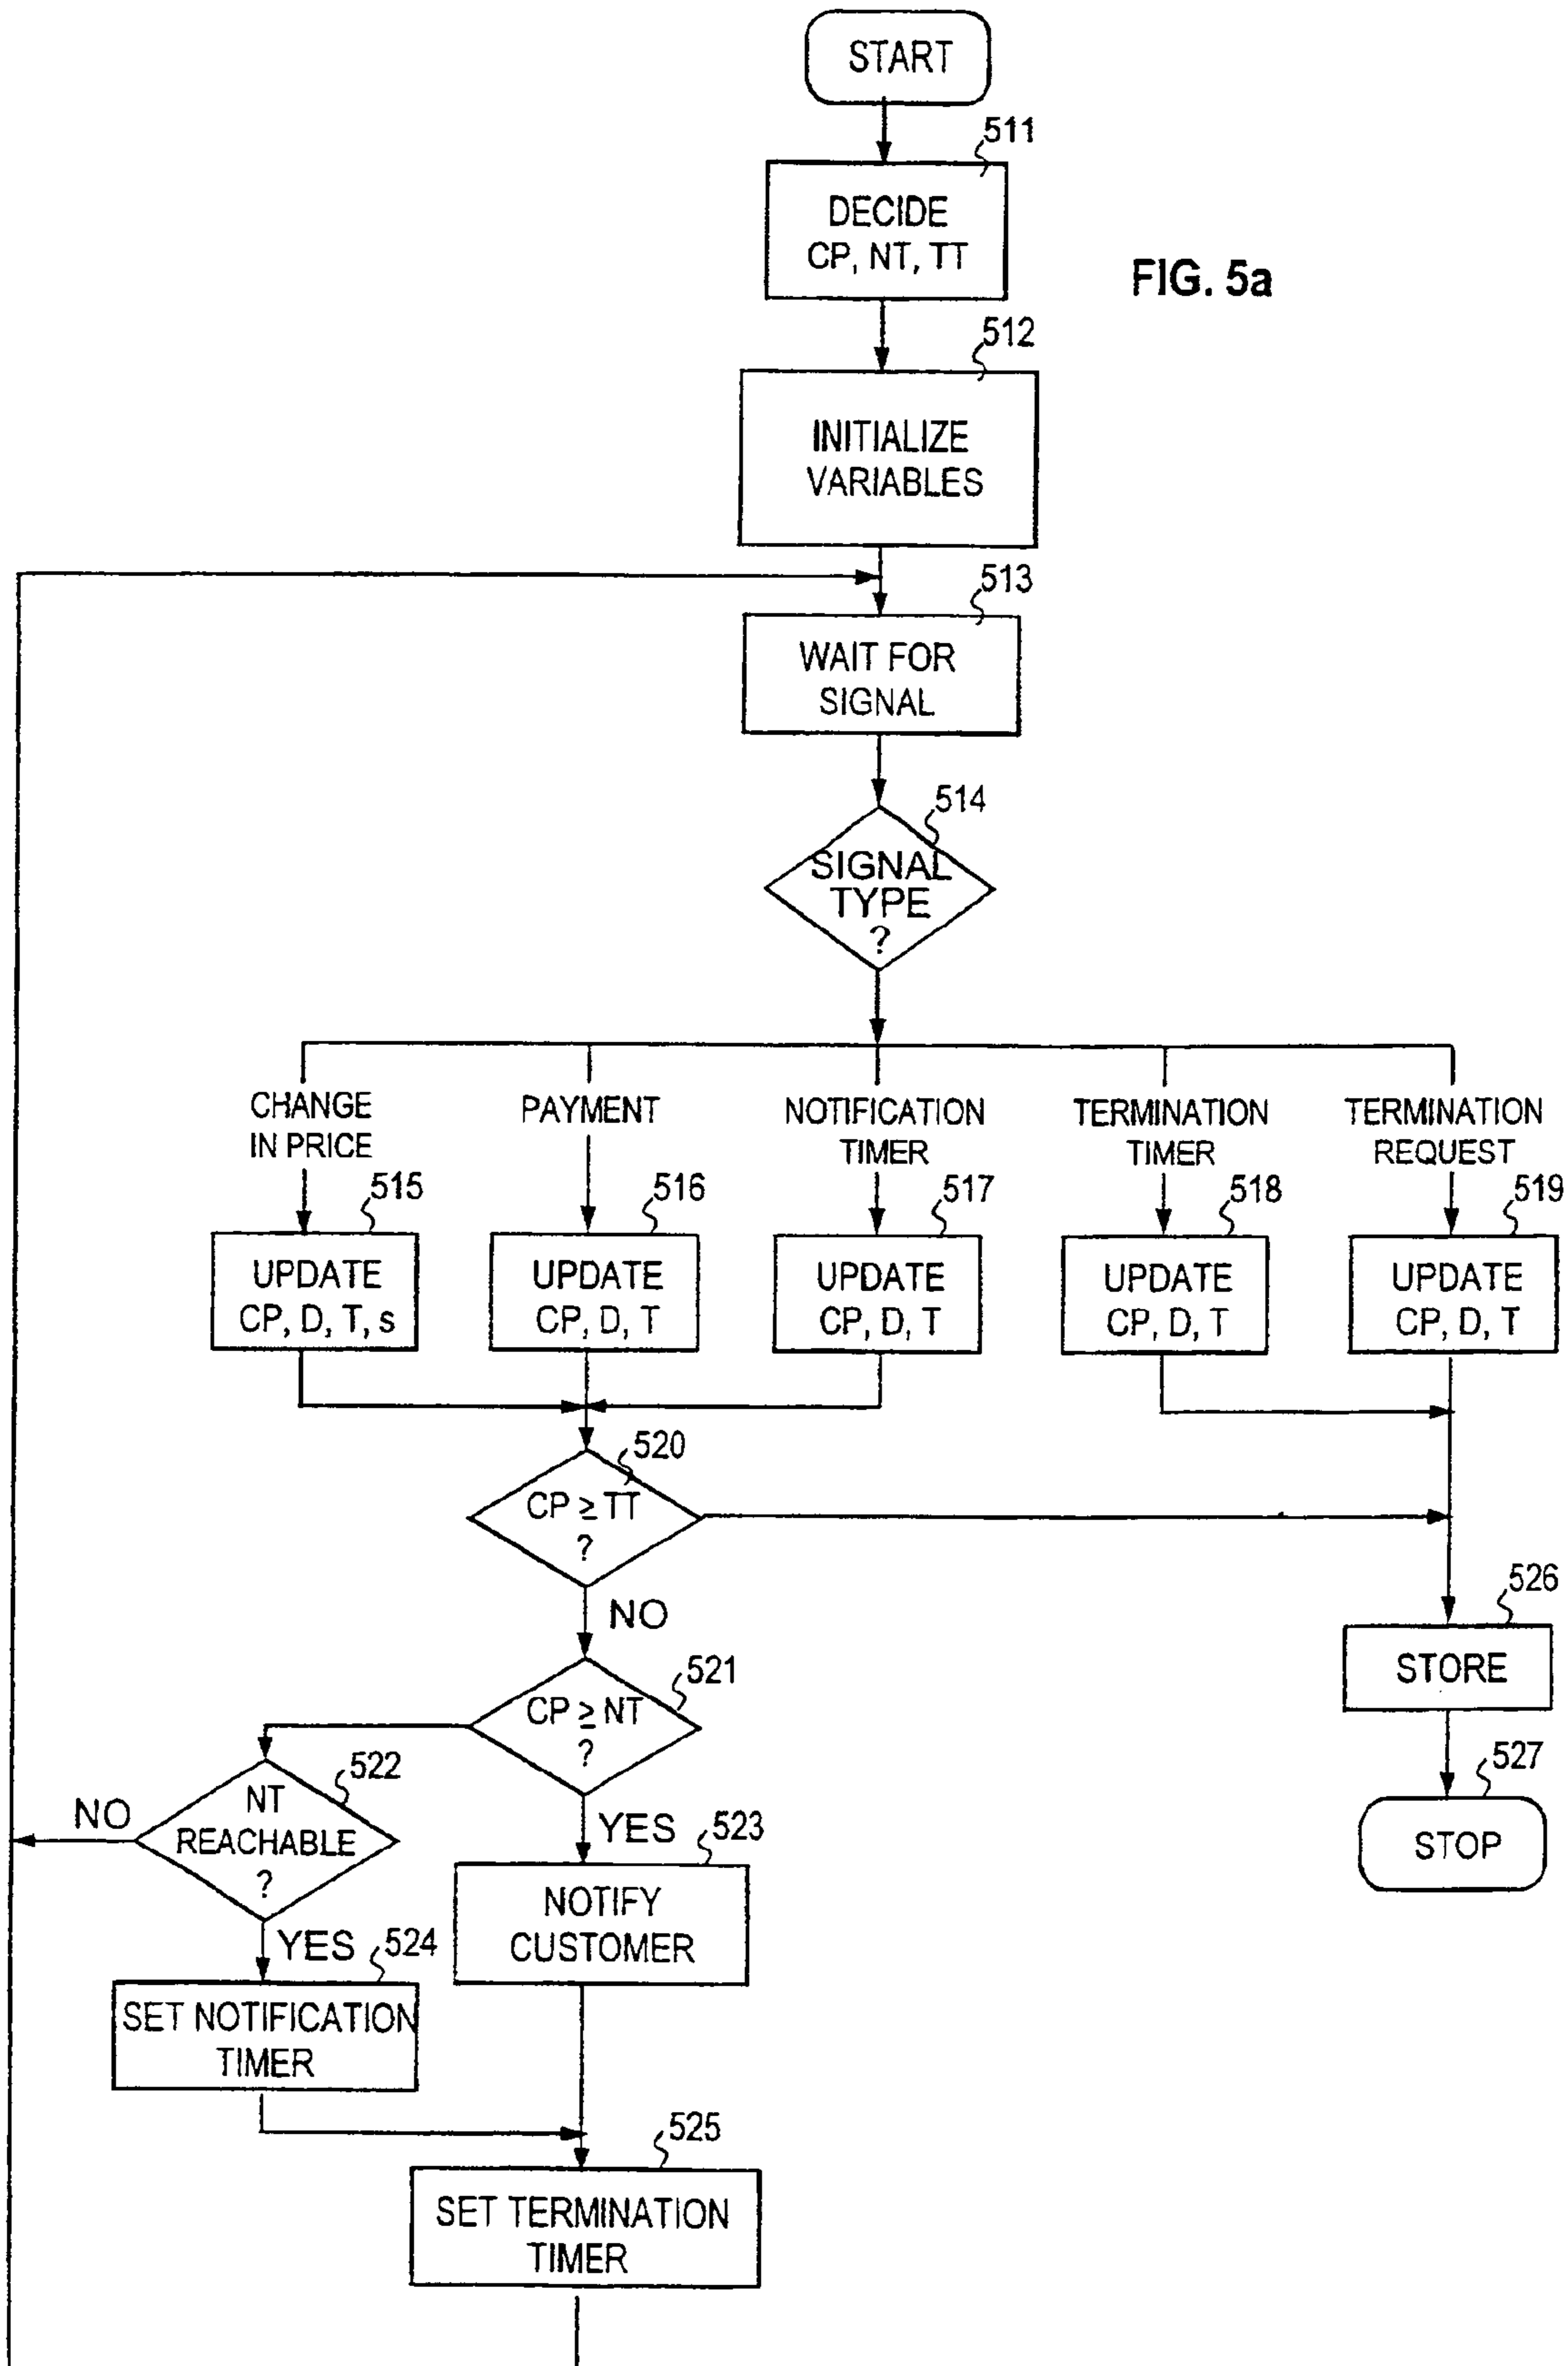 START
511
DECIDE
CP, NT, TT
FIG. 5a
512
INITIALIZE
VARIABLES
513
WAIT FOR
SIGNAL
514
SIGNAL
TYPE
?
CHANGE
IN PRICE
PAYMENT
NOTIFICATION
TIMER
TERMINATION
TIMER
TERMINATION
REQUEST
515
UPDATE
CP, D, T, s
516
UPDATE
CP, D, T
517
UPDATE
CP, D, T
518
UPDATE
CP, D, T
519
UPDATE
CP, D, T
520
CP ≥ TT
?
NO
526
STORE
521
CP ≥ NT
?
527
STOP
522
NT
REACHABLE
?
NO
YES
523
NOTIFY
CUSTOMER
YES
524
SET NOTIFICATION
TIMER
525
SET TERMINATION
TIMER